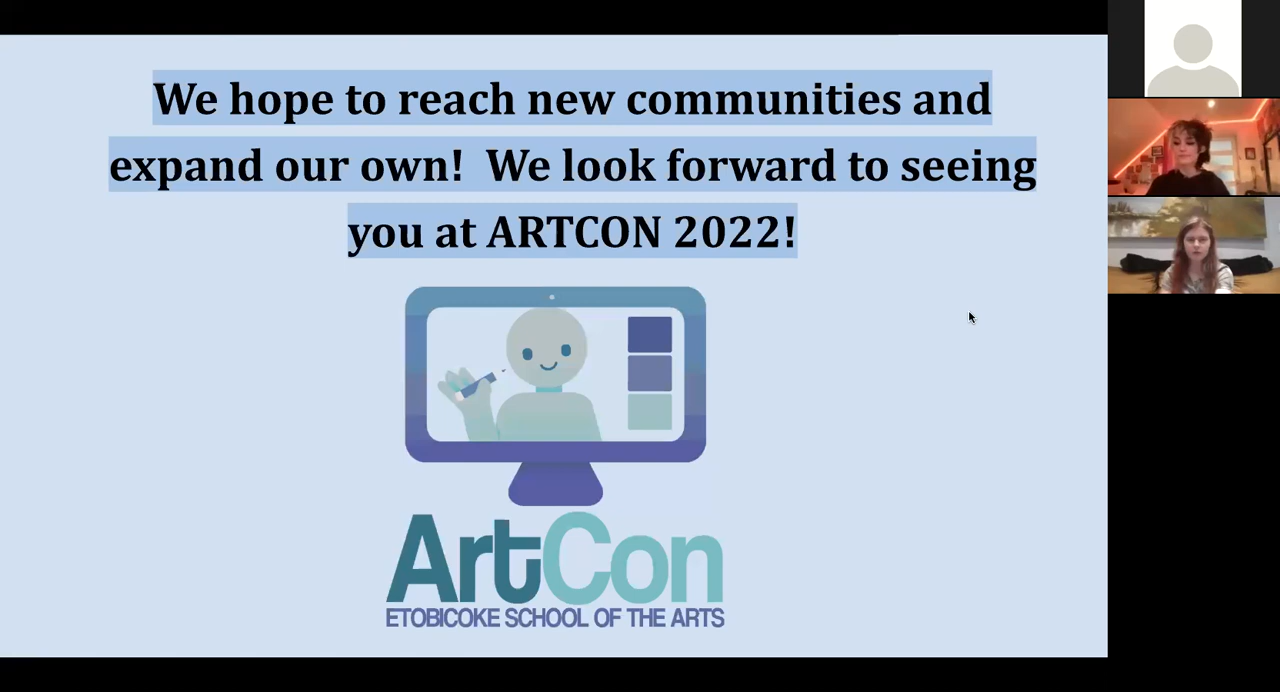 We hope to reach new communities and
expand our own! We look forward to seeing
you at ARTCON 2022!
ArtCon
ETOBICOKE SCHOOL OF THE ARTS